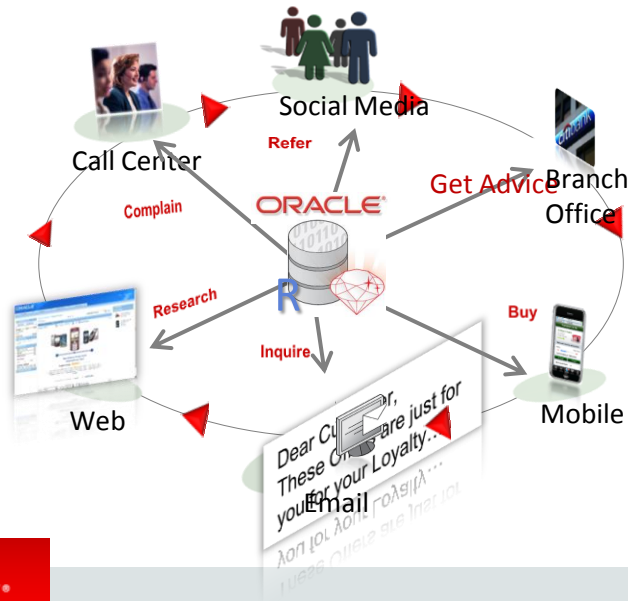 Social Media
Call Center
Refer
Get Advice
Branch
Office
Complain
ORACLE
R
Research
Buy
Inquire
Web
Mobile
Dear Cu er,
These O are just for
you for your Loyalty…
Email